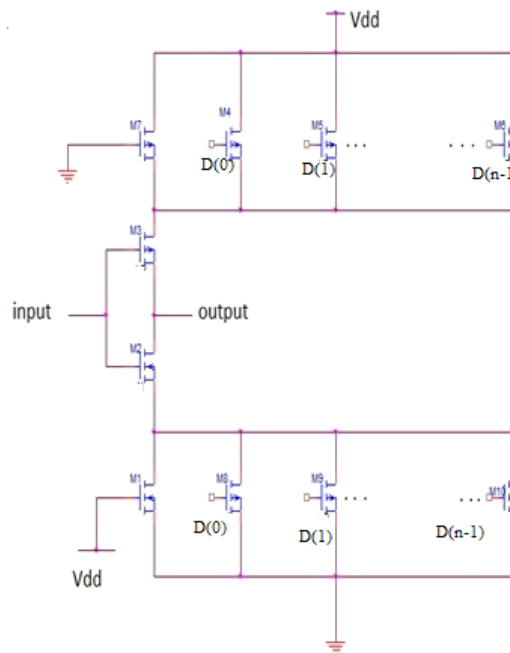 Vdd
M7
M4
M5
M6
D(0)
D(1)
D(n-1
M3
input
output
M2
M1
M8
M9
M10
D(0)
D(1)
D(n-1)
Vdd